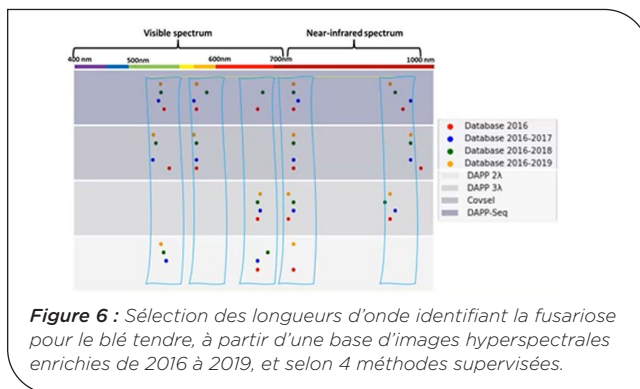 Visible spectrum
Near-infrared spectrum
400 nm
500nm
600nm
700nm
1000 nm
Database 2016
Database 2016-2017
Database 2016-2018
Database 2016-2019
DAPP 2λ
DAPP 3λ
Covsel
DAPP-Seq
Figure 6 : Sélection des longueurs d'onde identifiant la fusariose
pour le blé tendre, à partir d'une base d'images hyperspectrales
enrichies de 2016 à 2019, et selon 4 méthodes supervisées.